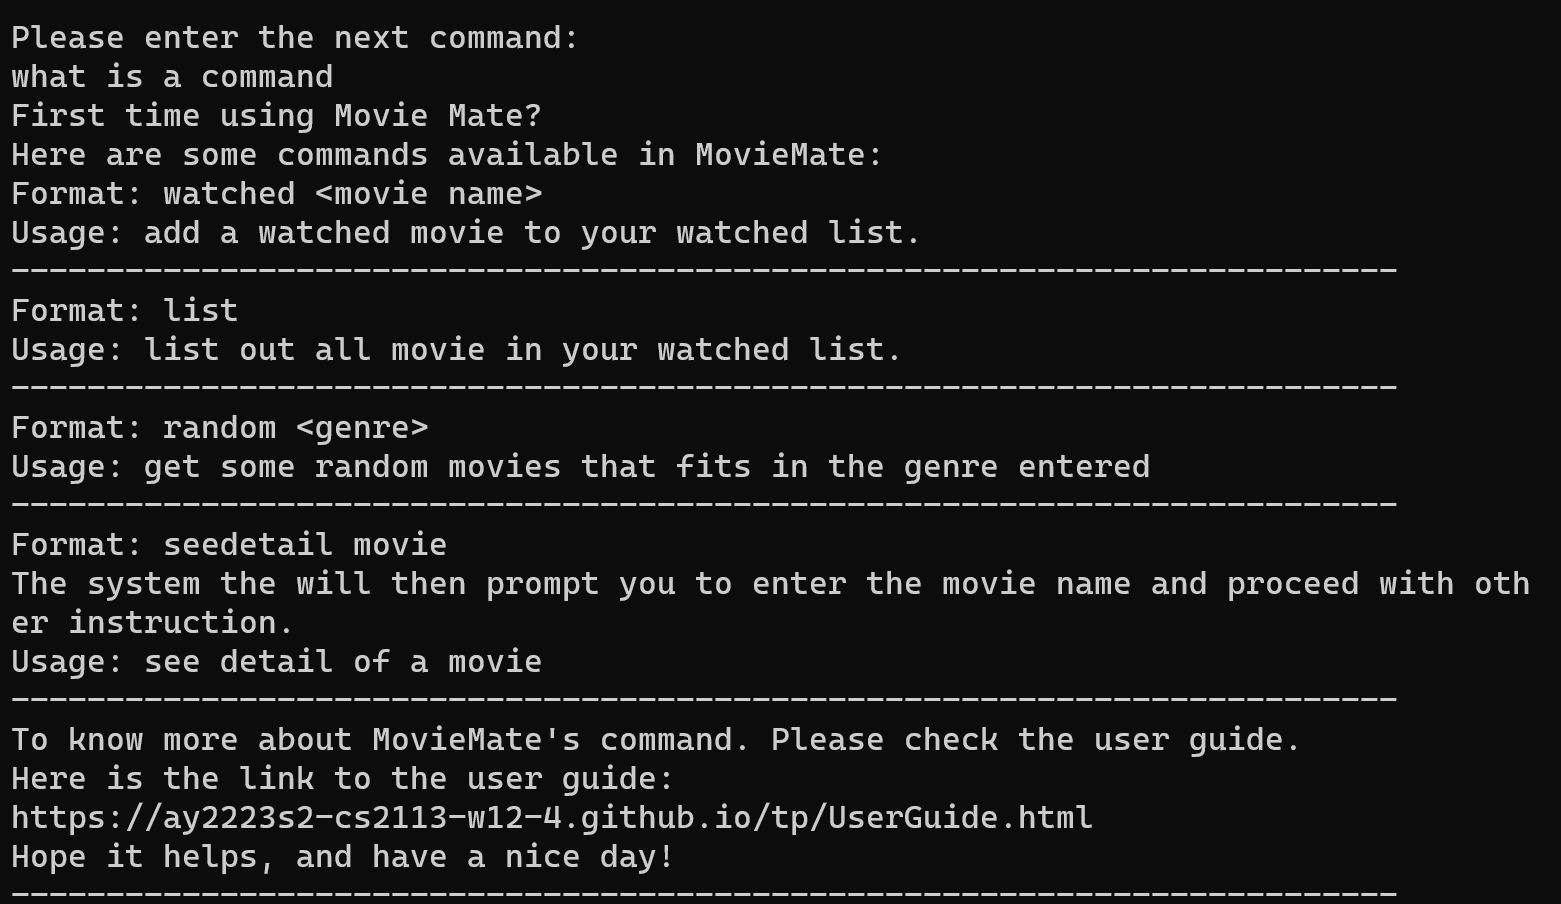 Please enter the next command:
what is a command
First time using Movie Mate?
Here are some commands available in MovieMate:
Format: watched <movie name>
Usage: add a watched movie to your watched list.
-------------------------------------------------------------------------
Format: list
Usage: list out all movie in your watched list.
-------------------------------------------------------------------------
Format: random <genre>
Usage: get some random movies that fits in the genre entered
-------------------------------------------------------------------------
Format: seedetail movie
The system the will then prompt you to enter the movie name and proceed with oth
er instruction.
Usage: see detail of a movie
-------------------------------------------------------------------------
To know more about MovieMate's command. Please check the user guide.
Here is the link to the user guide:
https://ay2223s2-cs2113-w12-4.github.io/tp/UserGuide.html
Hope it helps, and have a nice day!
-------------------------------------------------------------------------